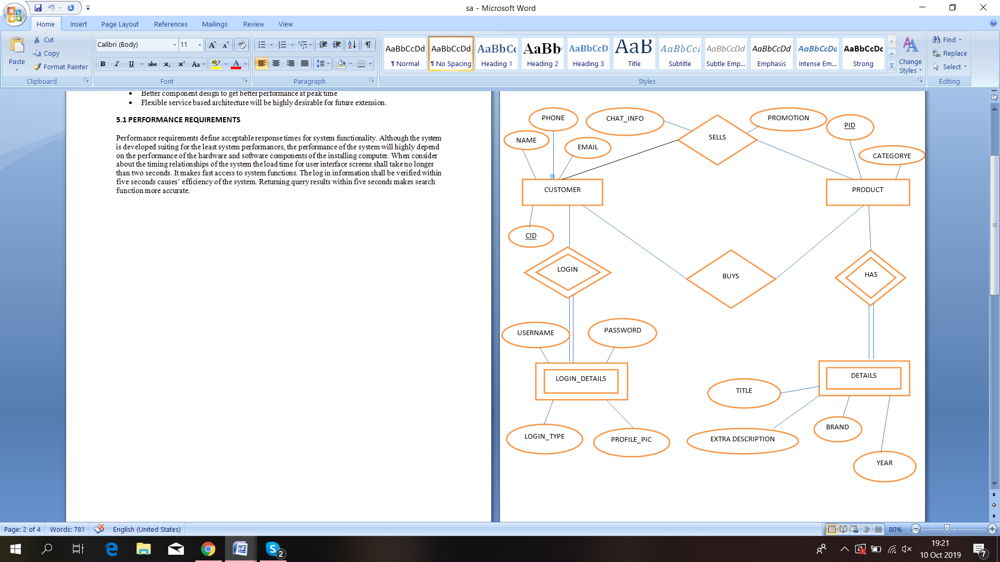 sa - Microsoft Word
Home Insert Page Layout References Mailings Review View
Cut
Copy
Format Painter
Paste
Clipboard
Calibri (Body) 11
Font
Paragraph
AaBbCcDd AaBbCcDd AaBbCc AaBb AaBbCcD AaB AaBbCcI AaBbCcDd AaBbCcDd AaBbCcDd AaBbCcDd
¶ Normal ¶ No Spacing Heading 1 Heading 2 Heading 3 Title Subtitle Subtle Emp... Emphasis Intense Em... Strong
Change Styles
Styles
Find
Replace
Select
Editing
• Better component design to get better performance at peak time
• Flexible service based architecture will be highly desirable for future extension.
5.1 PERFORMANCE REQUIREMENTS
Performance requirements define acceptable response times for system functionality. Although the system
is developed suiting for the least system performances, the performance of the system will highly depend
on the performance of the hardware and software components of the installing computer. When consider
about the timing relationships of the system the load time for user interface screens shall take no longer
than two seconds. It makes fast access to system functions. The log in information shall be verified within
five seconds causes’ efficiency of the system. Returning query results within five seconds makes search
function more accurate.
PHONE
CHAT_INFO
PROMOTION
PID
NAME
EMAIL
SELLS
CATEGORYE
CUSTOMER
PRODUCT
CID
LOGIN
BUYS
HAS
USERNAME
PASSWORD
LOGIN_DETAILS
DETAILS
TITLE
LOGIN_TYPE
PROFILE_PIC
EXTRA DESCRIPTION
BRAND
YEAR
Page: 2 of 4 Words: 781 English (United States) 80%
2
19:21
10 Oct 2019
7